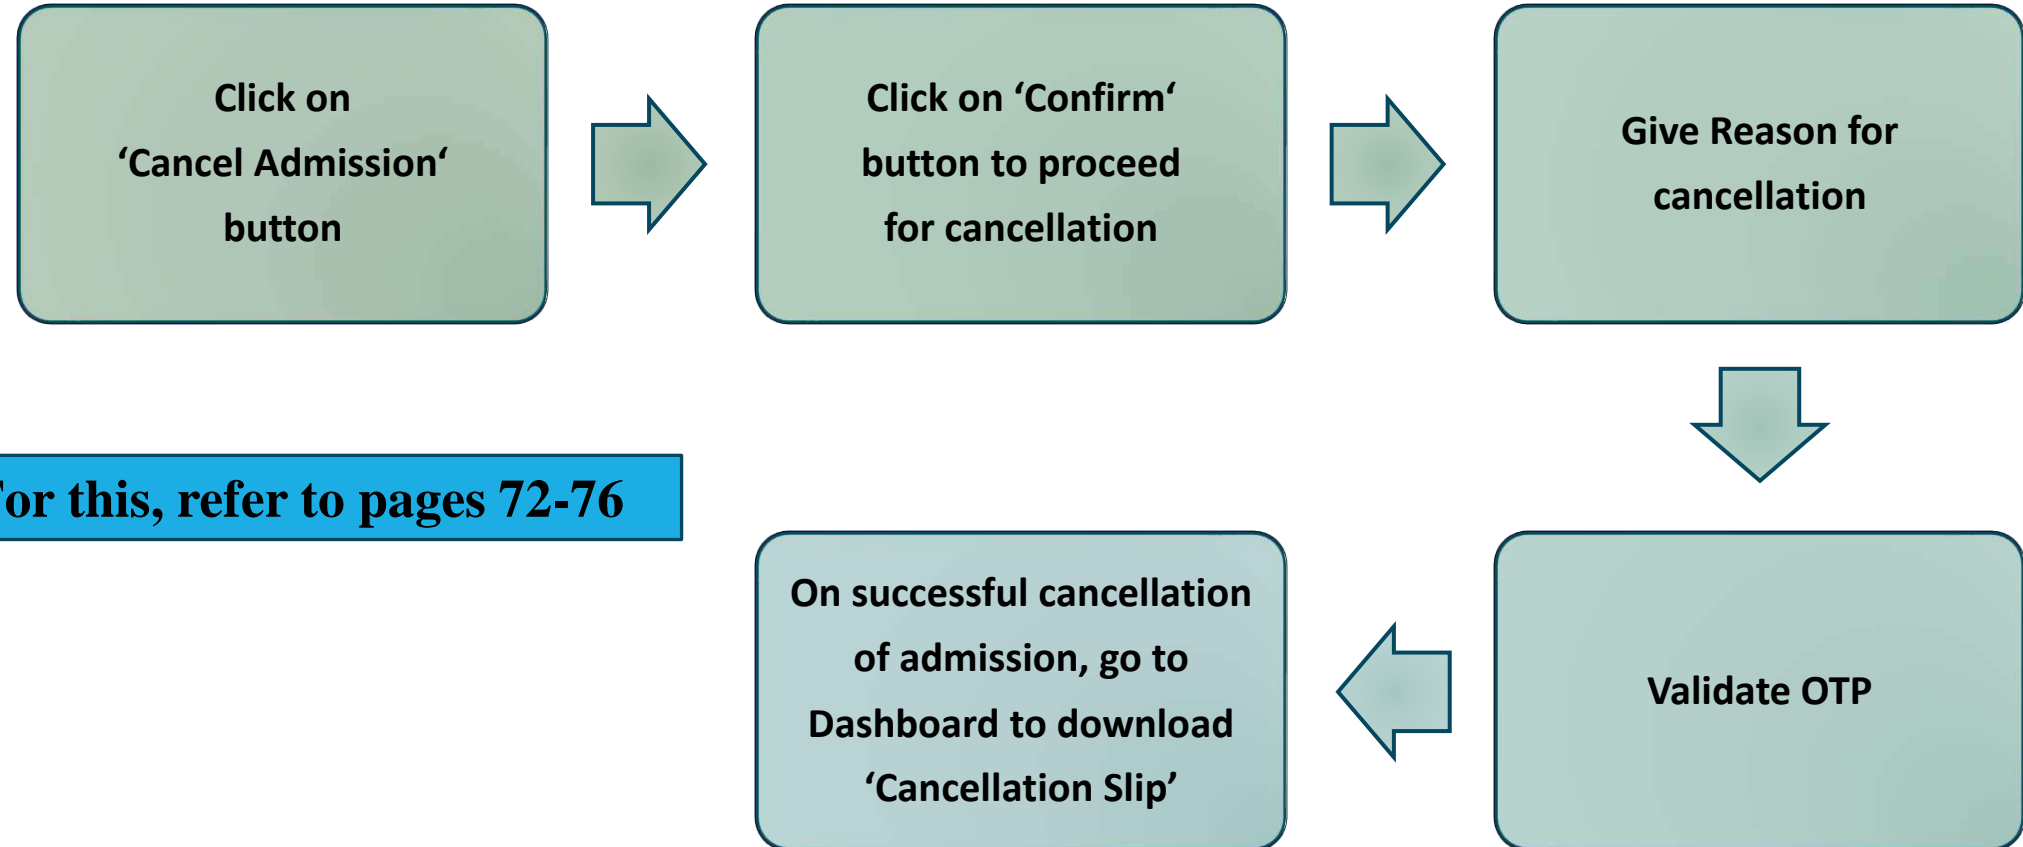 Click on
‘Cancel Admission‘
button
Click on ‘Confirm‘
button to proceed
for cancellation
Give Reason for
cancellation
Validate OTP
On successful cancellation
of admission, go to
Dashboard to download
‘Cancellation Slip’
For this, refer to pages 72-76